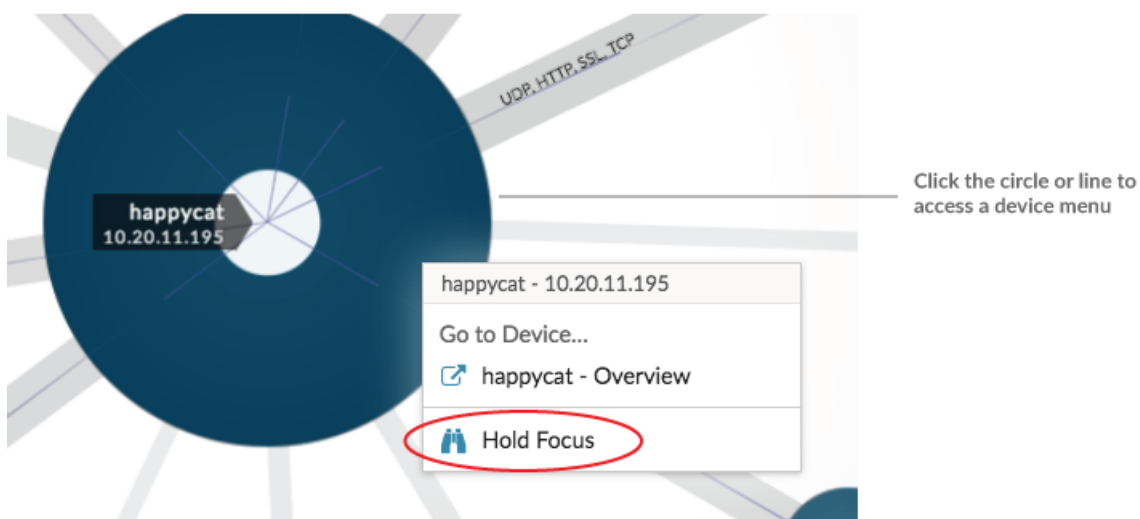 UDP, HTTP, SSL, TCP
Click the circle or line to
access a device menu
happycat
10.20.11.195
happycat - 10.20.11.195
Go to Device...
happycat - Overview
Hold Focus